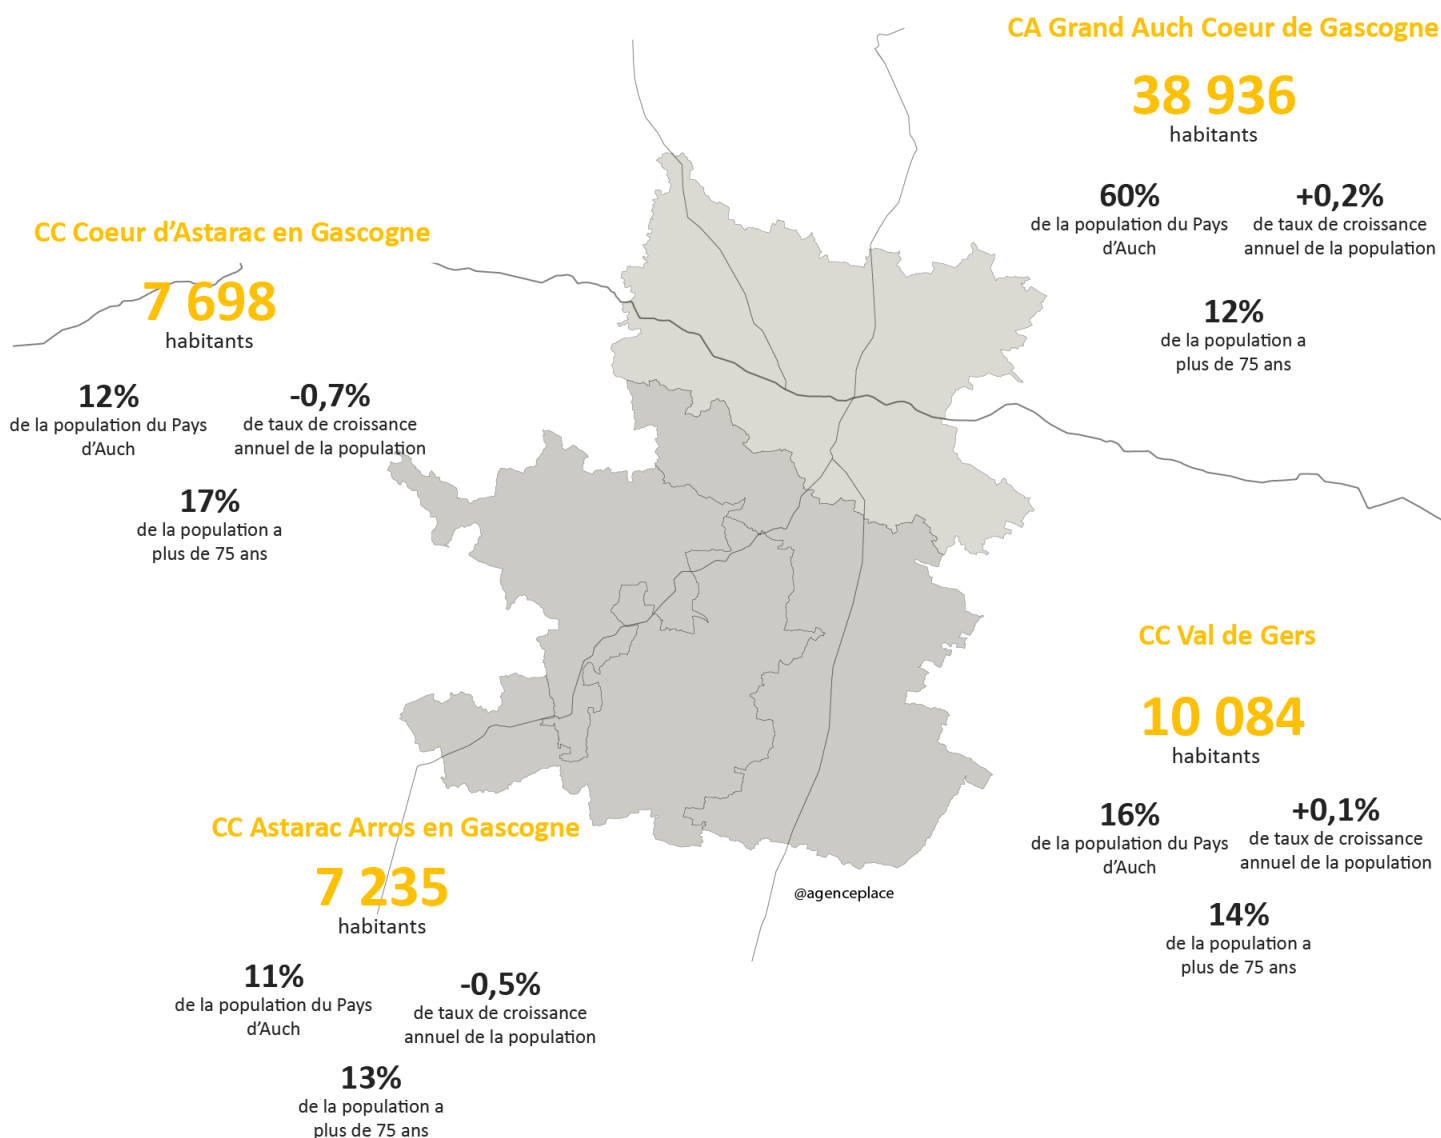 CA Grand Auch Coeur de Gascogne
38 936
habitants
60%
de la population du Pays
d’Auch
+0,2%
de taux de croissance
annuel de la population
12%
de la population a
plus de 75 ans
CC Coeur d’Astarac en Gascogne
7 698
habitants
12%
de la population du Pays
d’Auch
-0,7%
de taux de croissance
annuel de la population
17%
de la population a
plus de 75 ans
CC Val de Gers
10 084
habitants
16%
de la population du Pays
d’Auch
+0,1%
de taux de croissance
annuel de la population
14%
de la population a
plus de 75 ans
CC Astarac Arros en Gascogne
7 235
habitants
11%
de la population du Pays
d’Auch
-0,5%
de taux de croissance
annuel de la population
13%
de la population a
plus de 75 ans
@agenceplace